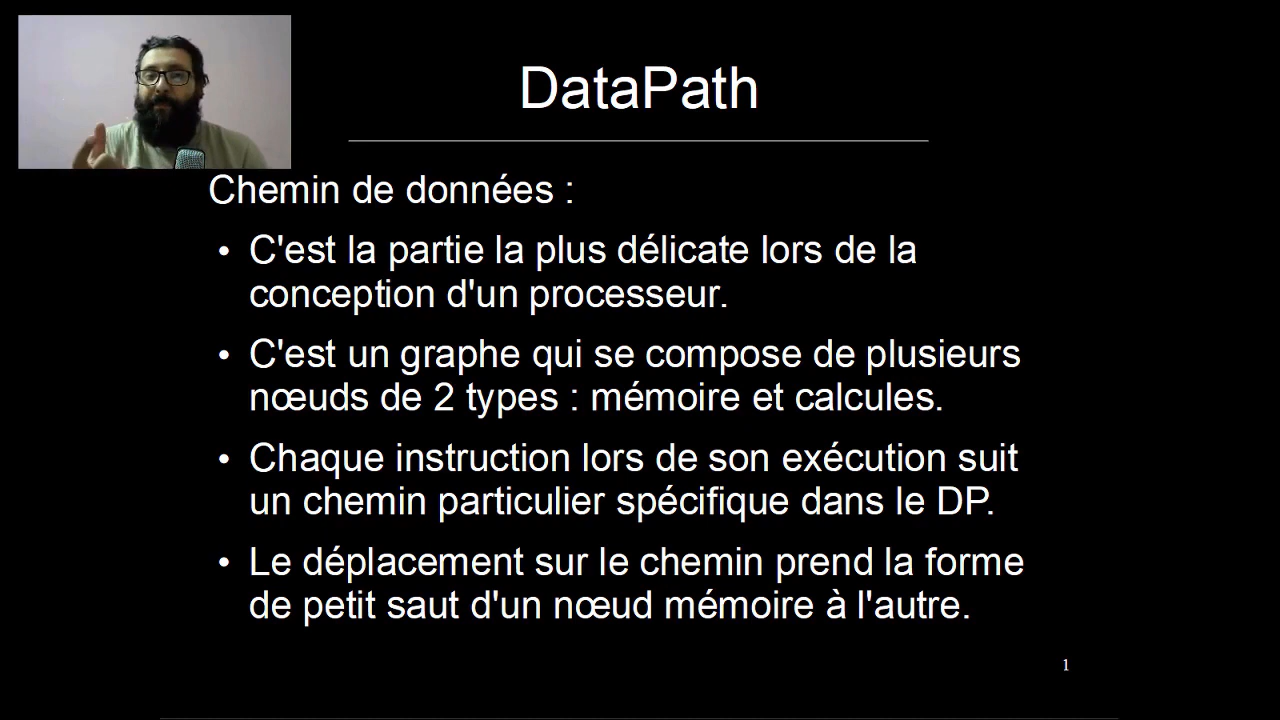 DataPath
Chemin de données :
• C'est la partie la plus délicate lors de la
conception d'un processeur.
• C'est un graphe qui se compose de plusieurs
nœuds de 2 types : mémoire et calcules.
• Chaque instruction lors de son exécution suit
un chemin particulier spécifique dans le DP.
• Le déplacement sur le chemin prend la forme
de petit saut d'un nœud mémoire à l'autre.
1